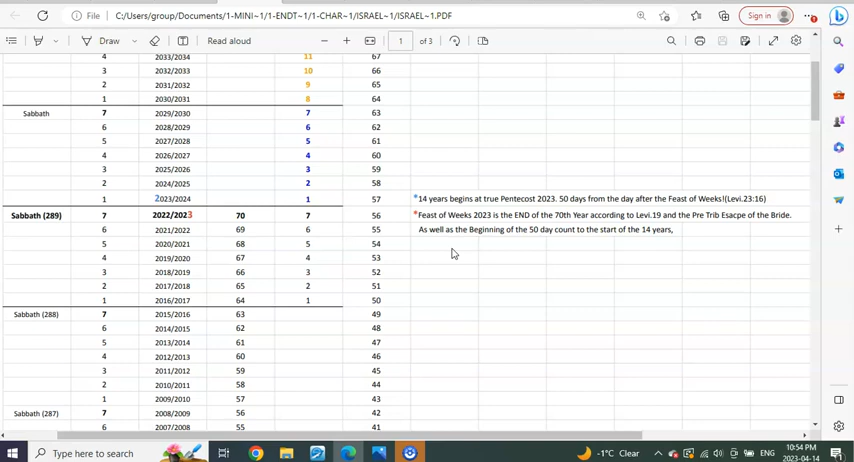 File C:/Users/group/Documents/1-MINI~1/1-ENDT~1/1-CHAR~1/ISRAEL~1/ISRAEL~1.PDF Sign in
Draw Read aloud 1 of 3
4 2033/2034 11 67
3 2032/2033 10 66
2 2031/2032 9 65
1 2030/2031 8 64
Sabbath 7 2029/2030 7 63
6 2028/2029 6 62
5 2027/2028 5 61
4 2026/2027 4 60
3 2025/2026 3 59
2 2024/2025 2 58
1 2023/2024 1 57 *14 years begins at true Pentecost 2023. 50 days from the day after the Feast of Weeks!(Levi.23:16)
Sabbath (289) 7 2022/2023 70 7 56 *Feast of Weeks 2023 is the END of the 70th Year according to Levi.19 and the Pre Trib Esacpe of the Bride.
6 2021/2022 69 6 55 As well as the Beginning of the 50 day count to the start of the 14 years,
5 2020/2021 68 5 54
4 2019/2020 67 4 53
3 2018/2019 66 3 52
2 2017/2018 65 2 51
1 2016/2017 64 1 50
Sabbath (288) 7 2015/2016 63 49
6 2014/2015 62 48
5 2013/2014 61 47
4 2012/2013 60 46
3 2011/2012 59 45
2 2010/2011 58 44
1 2009/2010 57 43
Sabbath (287) 7 2008/2009 56 42
6 2007/2008 55 41
Type here to search -1°C Clear ENG 10:54 PM
2023-04-14